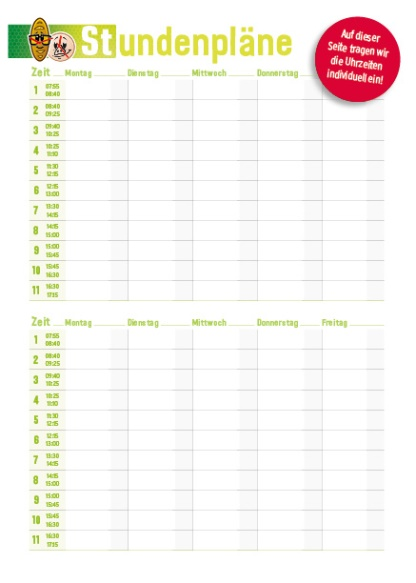 Stundenpläne
Auf dieser
Seite tragen wir
die Uhrzeiten
individuell ein!
Zeit Montag Dienstag Mittwoch Donnerstag
1 07:55 08:40
2 08:40 09:25
3 09:40 10:25
4 10:25 11:10
5 11:30 12:15
6 12:15 13:00
7 13:30 14:15
8 14:15 15:00
9 15:00 15:45
10 15:45 16:30
11 16:30 17:15
Zeit Montag Dienstag Mittwoch Donnerstag Freitag
1 07:55 08:40
2 08:40 09:25
3 09:40 10:25
4 10:25 11:10
5 11:30 12:15
6 12:15 13:00
7 13:30 14:15
8 14:15 15:00
9 15:00 15:45
10 15:45 16:30
11 16:30 17:15